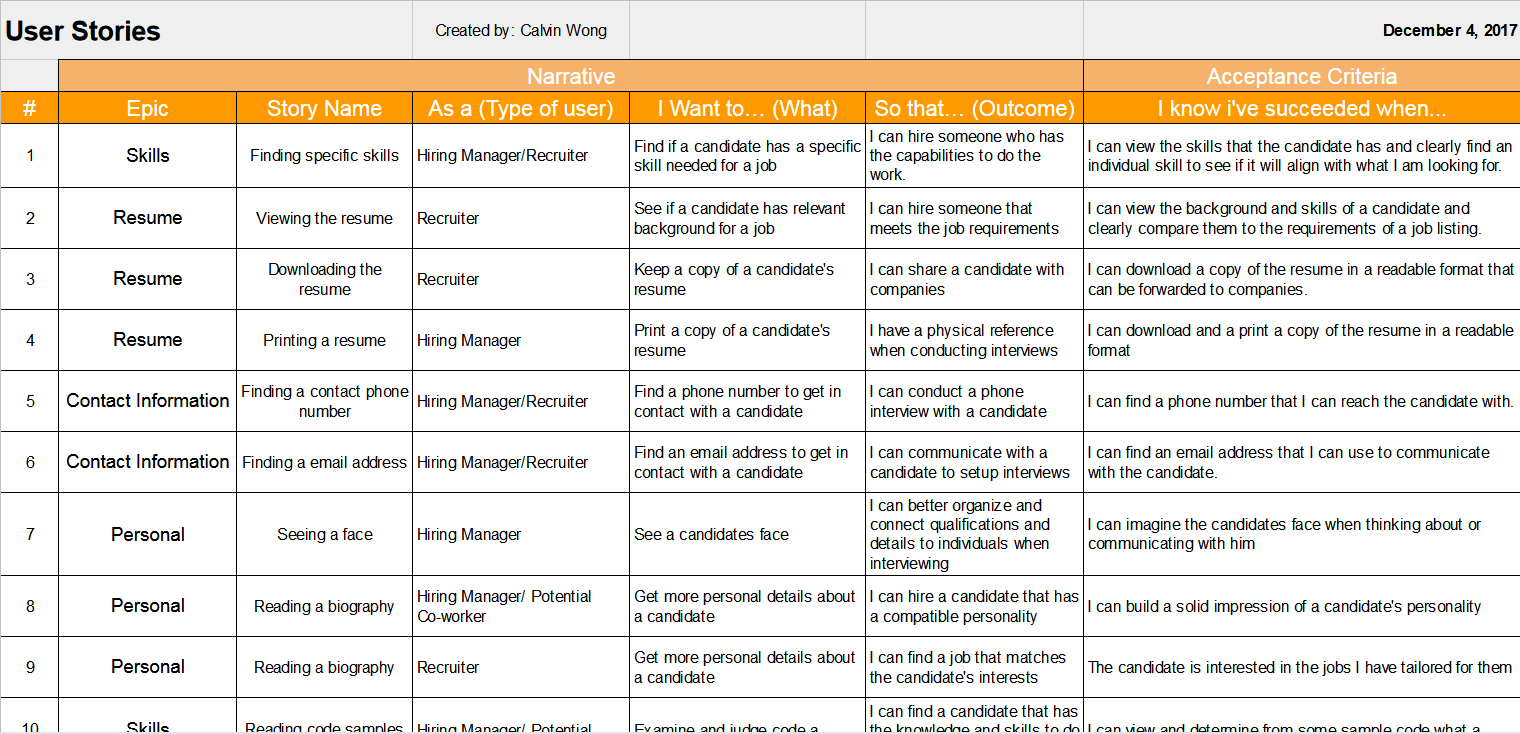 User Stories Created by: Calvin Wong December 4, 2017
Narrative Acceptance Criteria
# Epic Story Name As a (Type of user) I Want to… (What) So that… (Outcome) I know i've succeeded when...
1
Skills
Finding specific skills
Hiring Manager/Recruiter
Find if a candidate has a specific
skill needed for a job
I can hire someone who has
the capabilities to do the
work.
I can view the skills that the candidate has and clearly find an
individual skill to see if it will align with what I am looking for.
2
Resume
Viewing the resume
Recruiter
See if a candidate has relevant
background for a job
I can hire someone that
meets the job requirements
I can view the background and skills of a candidate and
clearly compare them to the requirements of a job listing.
3
Resume
Downloading the
resume
Recruiter
Keep a copy of a candidate's
resume
I can share a candidate with
companies
I can download a copy of the resume in a readable format that
can be forwarded to companies.
4
Resume
Printing a resume
Hiring Manager
Print a copy of a candidate's
resume
I have a physical reference
when conducting interviews
I can download and a print a copy of the resume in a readable
format
5
Contact Information
Finding a contact phone
number
Hiring Manager/Recruiter
Find a phone number to get in
contact with a candidate
I can conduct a phone
interview with a candidate
I can find a phone number that I can reach the candidate with.
6
Contact Information
Finding a email address
Hiring Manager/Recruiter
Find an email address to get in
contact with a candidate
I can communicate with a
candidate to setup interviews
I can find an email address that I can use to communicate
with the candidate.
7
Personal
Seeing a face
Hiring Manager
See a candidates face
I can better organize and
connect qualifications and
details to individuals when
interviewing
I can imagine the candidates face when thinking about or
communicating with him
8
Personal
Reading a biography
Hiring Manager/ Potential
Co-worker
Get more personal details about
a candidate
I can hire a candidate that has
a compatible personality
I can build a solid impression of a candidate's personality
9
Personal
Reading a biography
Recruiter
Get more personal details about
a candidate
I can find a job that matches
the candidate's interests
The candidate is interested in the jobs I have tailored for them
10
Skills
Reading code samples
Hiring Manager/ Potential
Examine and judge code a
I can find a candidate that has
the knowledge and skills to do
I can view and determine from some sample code what a